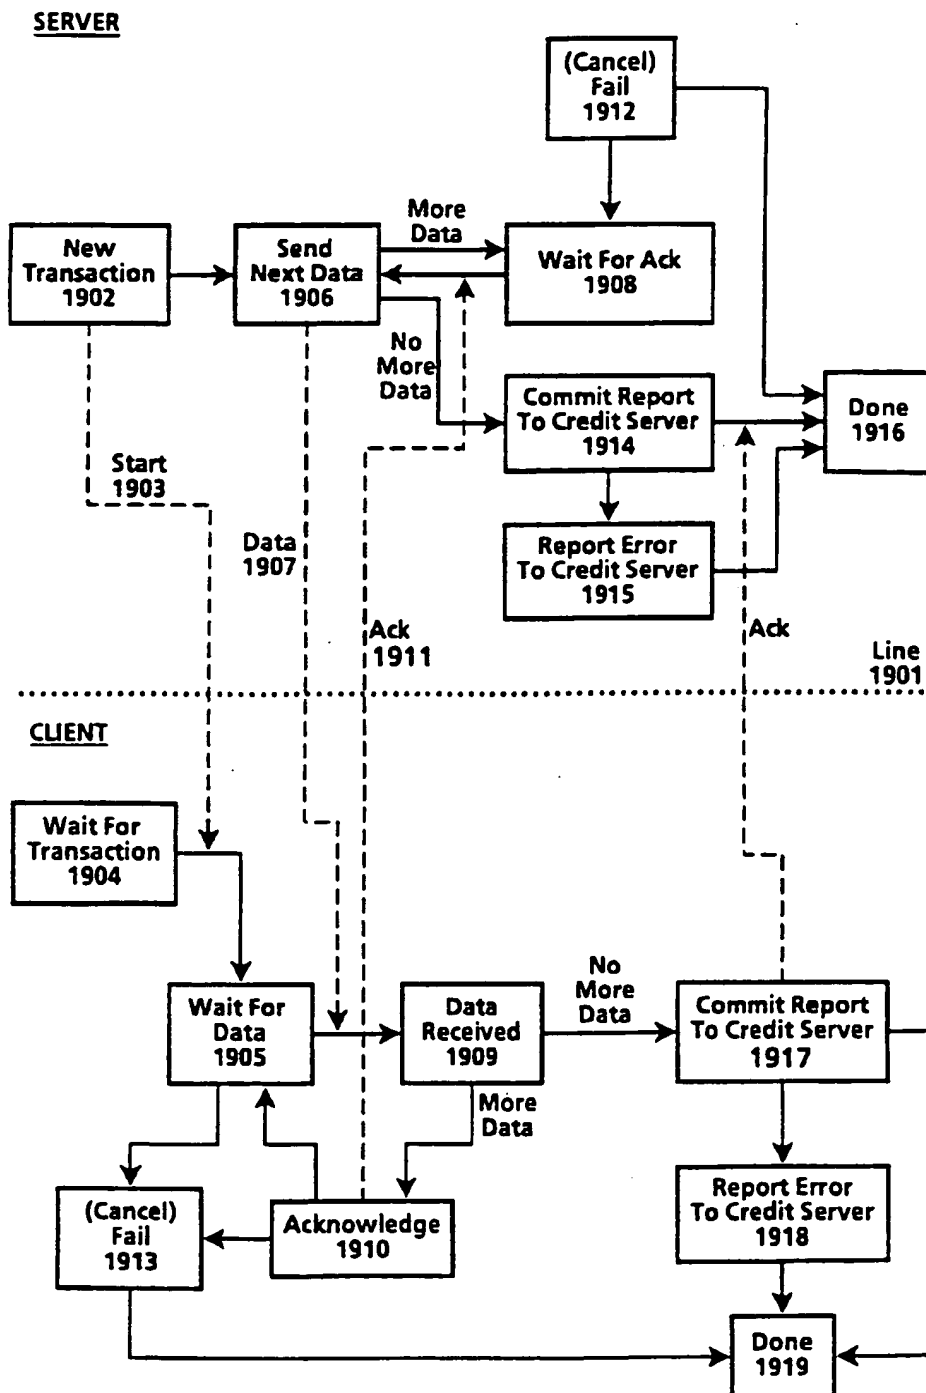 SERVER
(Cancel)
Fail
1912
New
Transaction
1902
Send
Next Data
1906
More
Data
Wait For Ack
1908
No
More
Data
Commit Report
To Credit Server
1914
Done
1916
Start
1903
Data
1907
Report Error
To Credit Server
1915
Ack
1911
Ack
Line
1901
CLIENT
Wait For
Transaction
1904
Wait For
Data
1905
Data
Received
1909
No
More
Data
Commit Report
To Credit Server
1917
More
Data
(Cancel)
Fail
1913
Acknowledge
1910
Report Error
To Credit Server
1918
Done
1919